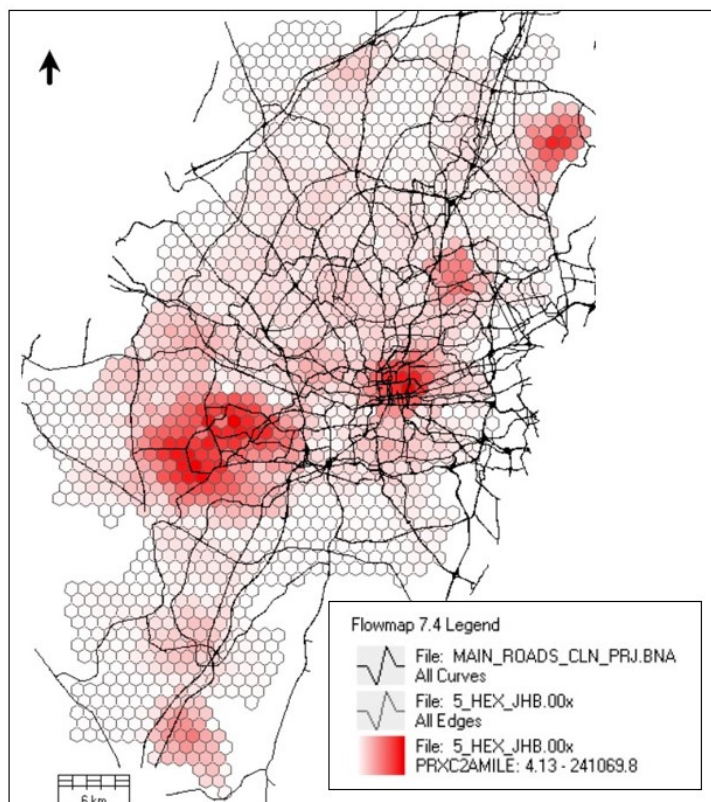 Flowmap 7.4 Legend
File: MAIN_ROADS_CLN_PRJ.BNA
All Curves
File: 5_HEX_JHB.00x
All Edges
File: 5_HEX_JHB.00x
PRXC2AMILE: 4.13 - 241069.8
6 km